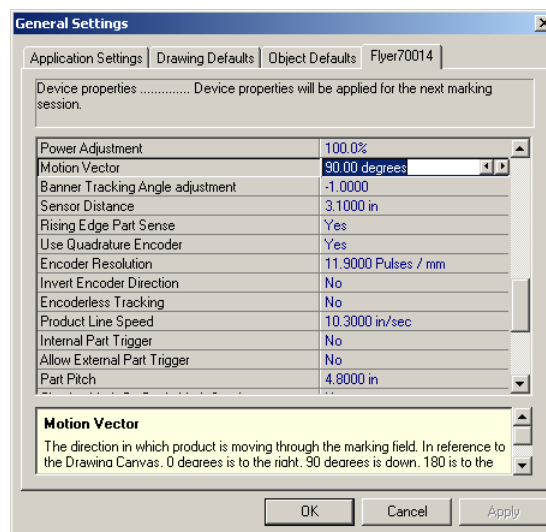 General Settings
Application Settings Drawing Defaults Object Defaults Flyer70014
Device properties ............. Device properties will be applied for the next marking
session.
Power Adjustment 100.0%
Motion Vector 90.00 degrees
Banner Tracking Angle adjustment -1.0000
Sensor Distance 3.1000 in
Rising Edge Part Sense Yes
Use Quadrature Encoder Yes
Encoder Resolution 11.9000 Pulses / mm
Invert Encoder Direction No
Encoderless Tracking No
Product Line Speed 10.3000 in/sec
Internal Part Trigger No
Allow External Part Trigger No
Part Pitch 4.8000 in
Motion Vector
The direction in which product is moving through the marking field. In reference to
the Drawing Canvas. 0 degrees is to the right. 90 degrees is down. 180 is to the
OK Cancel Apply